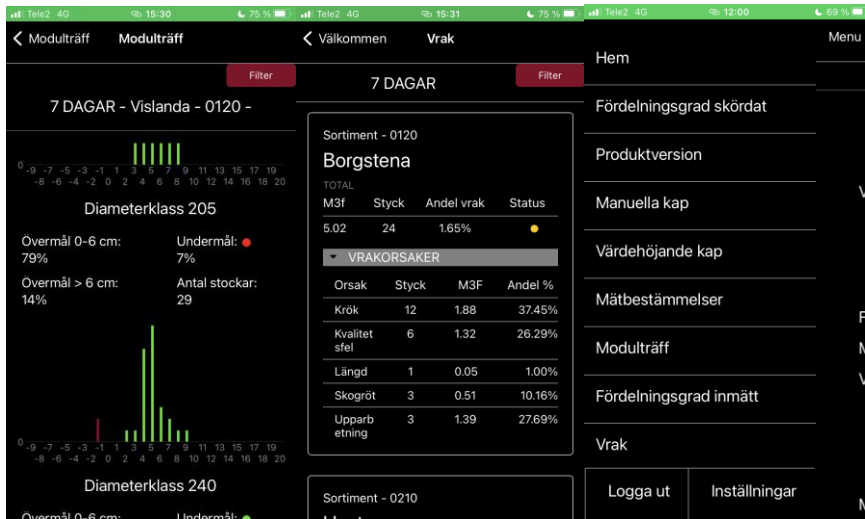 Tele2 4G 15:30 75 %
Modulträff Modulträff
Filter
7 DAGAR - Vislanda - 0120 -
0
-9 -7 -5 -3 -1 1 3 5 7 9 11 13 15 17 19
-8 -6 -4 -2 0 2 4 6 8 10 12 14 16 18 20
Diameterklass 205
Övermål 0-6 cm: Undermål:
79% 7%
Övermål > 6 cm: Antal stockar:
14% 29
0
-9 -7 -5 -3 -1 1 3 5 7 9 11 13 15 17 19
-8 -6 -4 -2 0 2 4 6 8 10 12 14 16 18 20
Diameterklass 240
Övermål 0-6 cm: Undermål:
Tele2 4G 15:31 75 %
Välkommen Vrak
7 DAGAR Filter
Sortiment - 0120
Borgstena
TOTAL
M3f Styck Andel vrak Status
5.02 24 1.65%
VRAKORSAKER
Orsak Styck M3F Andel %
Krök 12 1.88 37.45%
Kvalitet 6 1.32 26.29%
sfel
Längd 1 0.05 1.00%
Skogröt 3 0.51 10.16%
Upparb 3 1.39 27.69%
etning
Sortiment - 0210
Tele2 4G 12:00 69 %
Menu
Hem
Fördelningsgrad skördat
Produktversion
Manuella kap
Värdehöjande kap
Mätbestämmelser
Modulträff
Fördelningsgrad inmätt
Vrak
Logga ut Inställningar